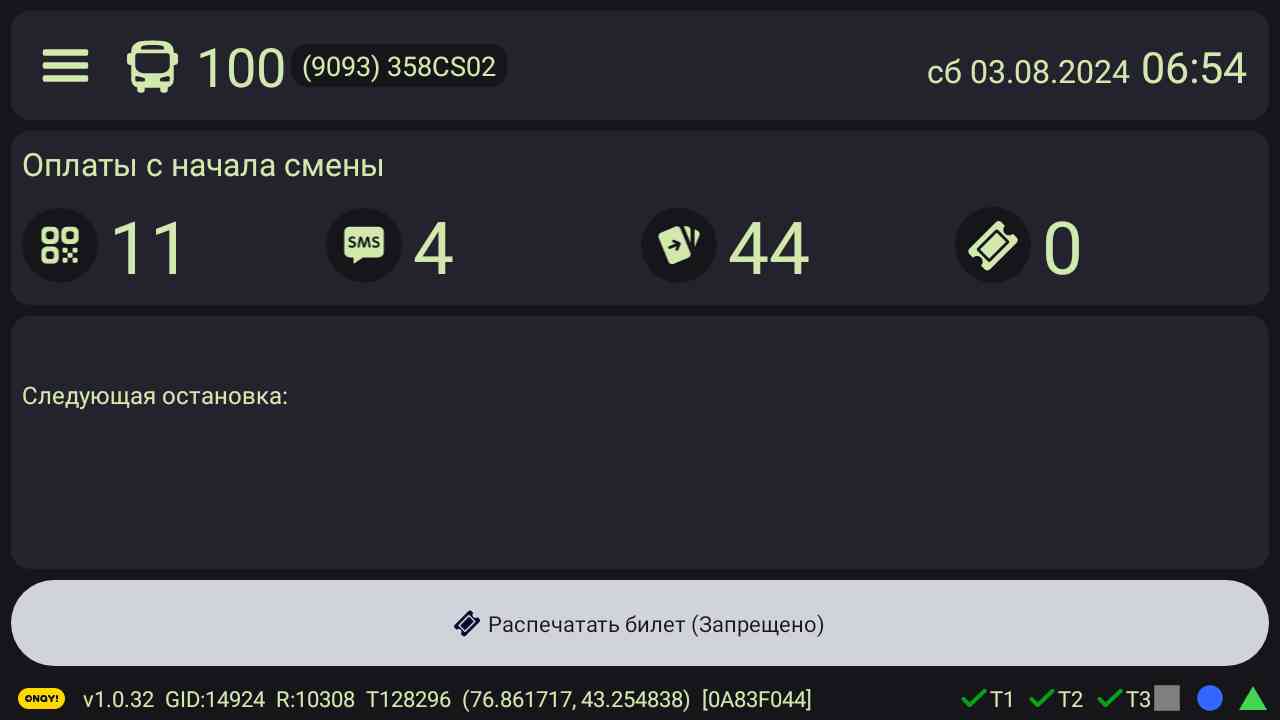 100 (9093) 358CS02 сб 03.08.2024 06:54
Оплаты с начала смены
11 SMS 4 44 0
Следующая остановка:
Распечатать билет (Запрещено)
ONAY! v1.0.32 GID:14924 R:10308 T128296 (76.861717, 43.254838) [0A83F044] T1 T2 T3